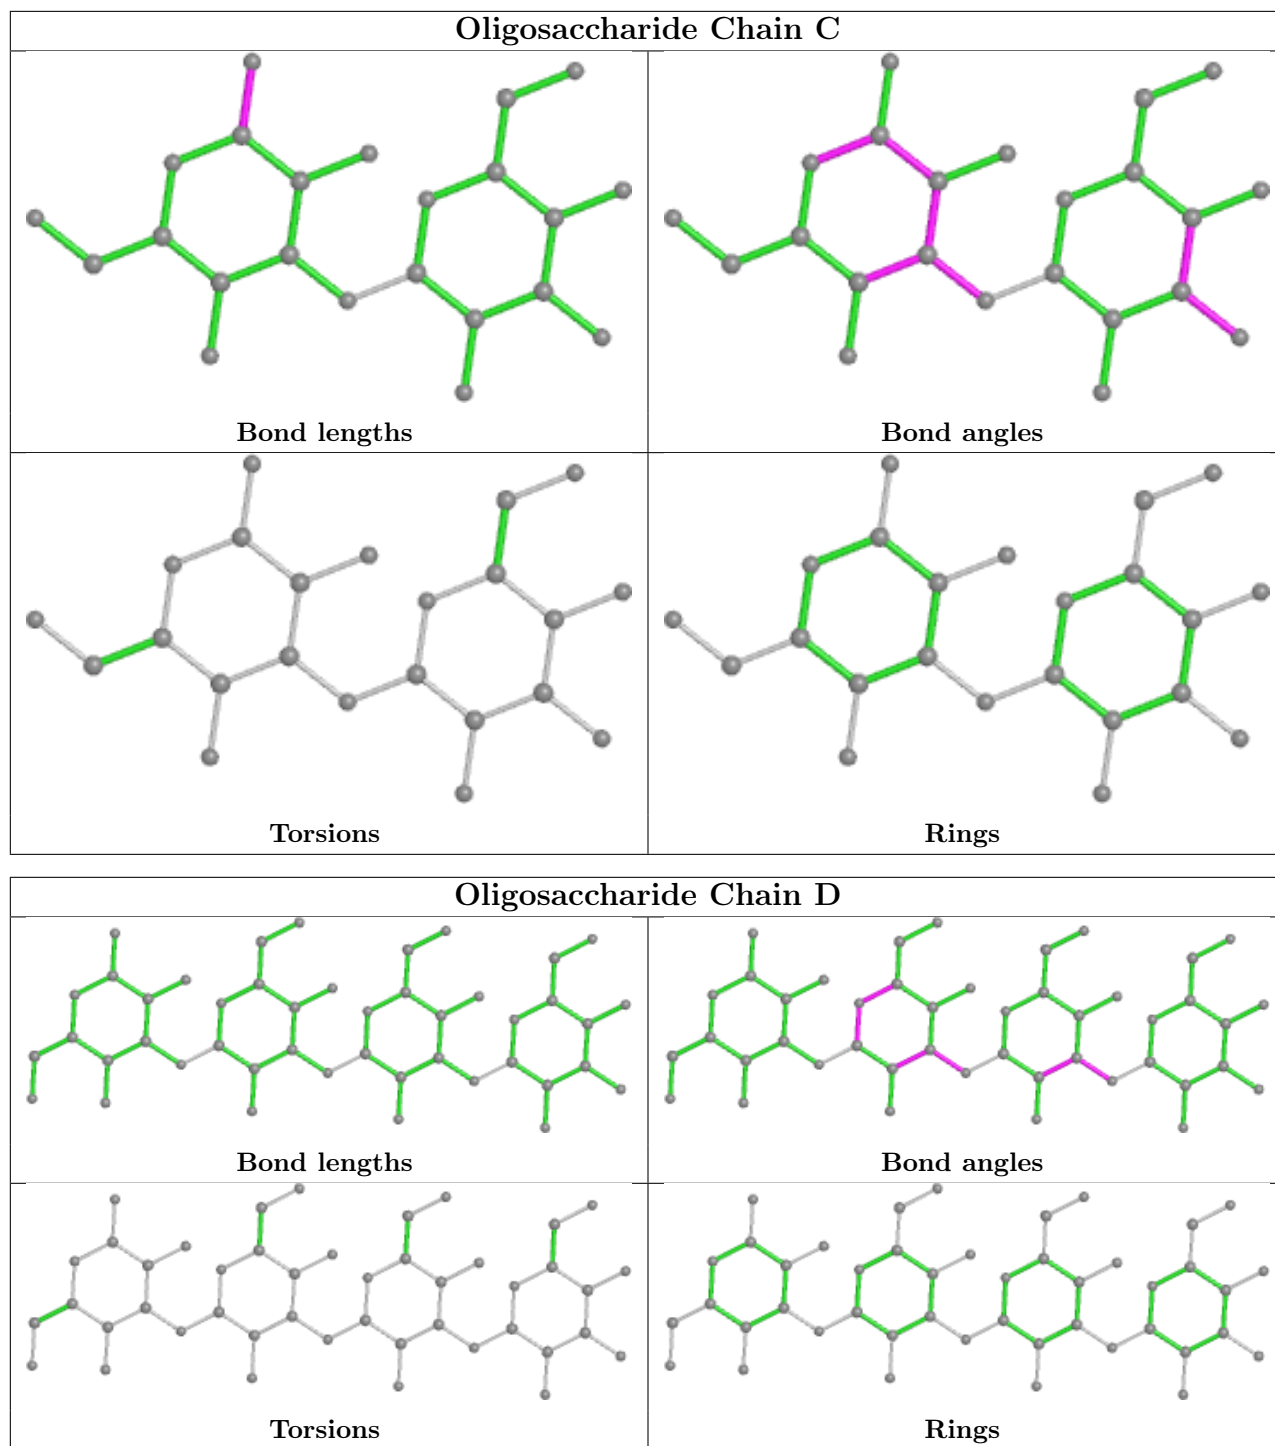 Oligosaccharide Chain C
Bond lengths
Bond angles
Torsions
Rings
Oligosaccharide Chain D
Bond lengths
Bond angles
Torsions
Rings